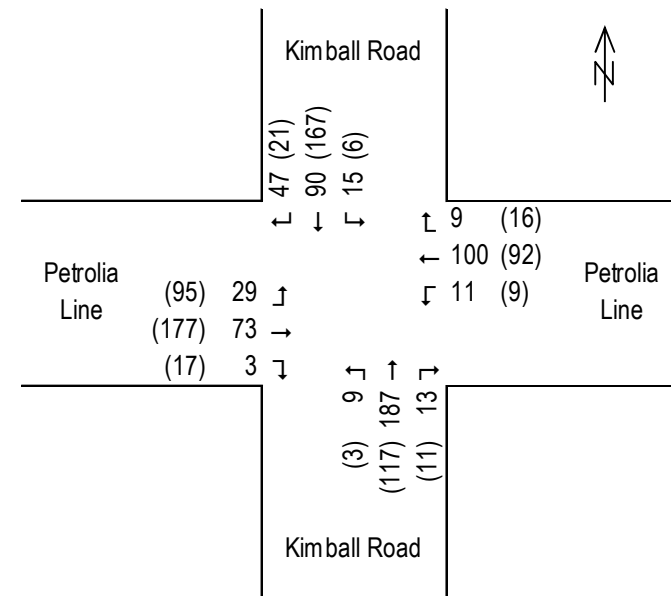 Kimball Road
N
47 (21)
90 (167)
15 (6)
9 (16)
100 (92)
11 (9)
Petrolia
Line
(95) 29
(177) 73
(17) 3
Petrolia
Line
(3) 9
(117) 187
(11) 13
Kimball Road